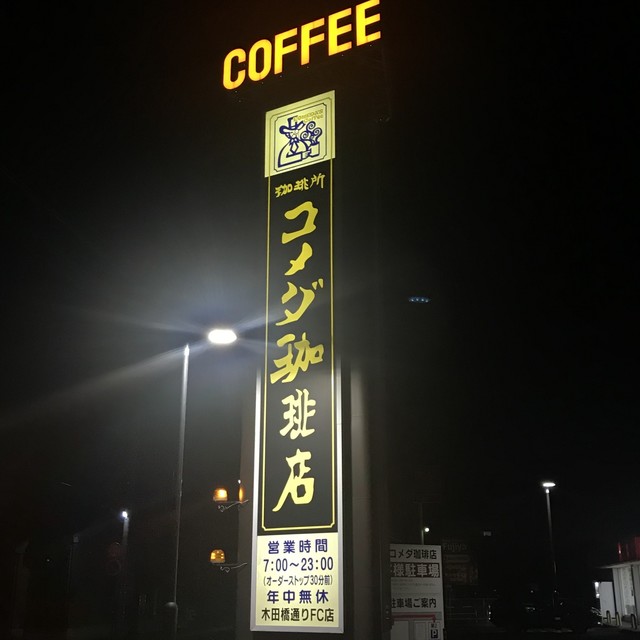 COFFEE
珈琲所
コメダ珈琲店
営業時間
7:00～23:00
(オーダーストップ30分前)
年中無休
木田橋通りFC店
コメダ珈琲店
駐車場
駐車場ご案内